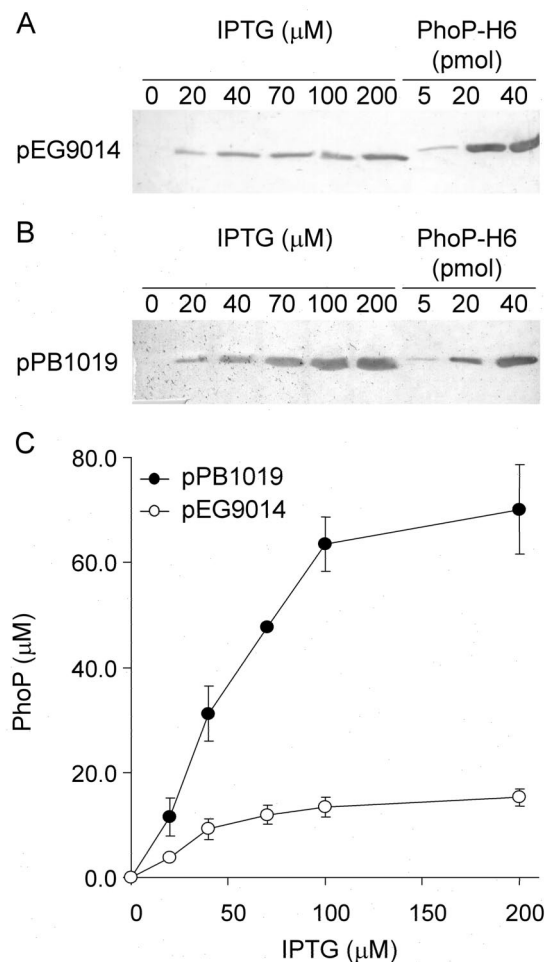 A
IPTG (μM) PhoP-H6
(pmol)
0 20 40 70 100 200 5 20 40
pEG9014
B
IPTG (μM) PhoP-H6
(pmol)
0 20 40 70 100 200 5 20 40
pPB1019
C
80.0
pPB1019
pEG9014
60.0
PhoP (μM)
40.0
20.0
0.0
0 50 100 150 200
IPTG (μM)